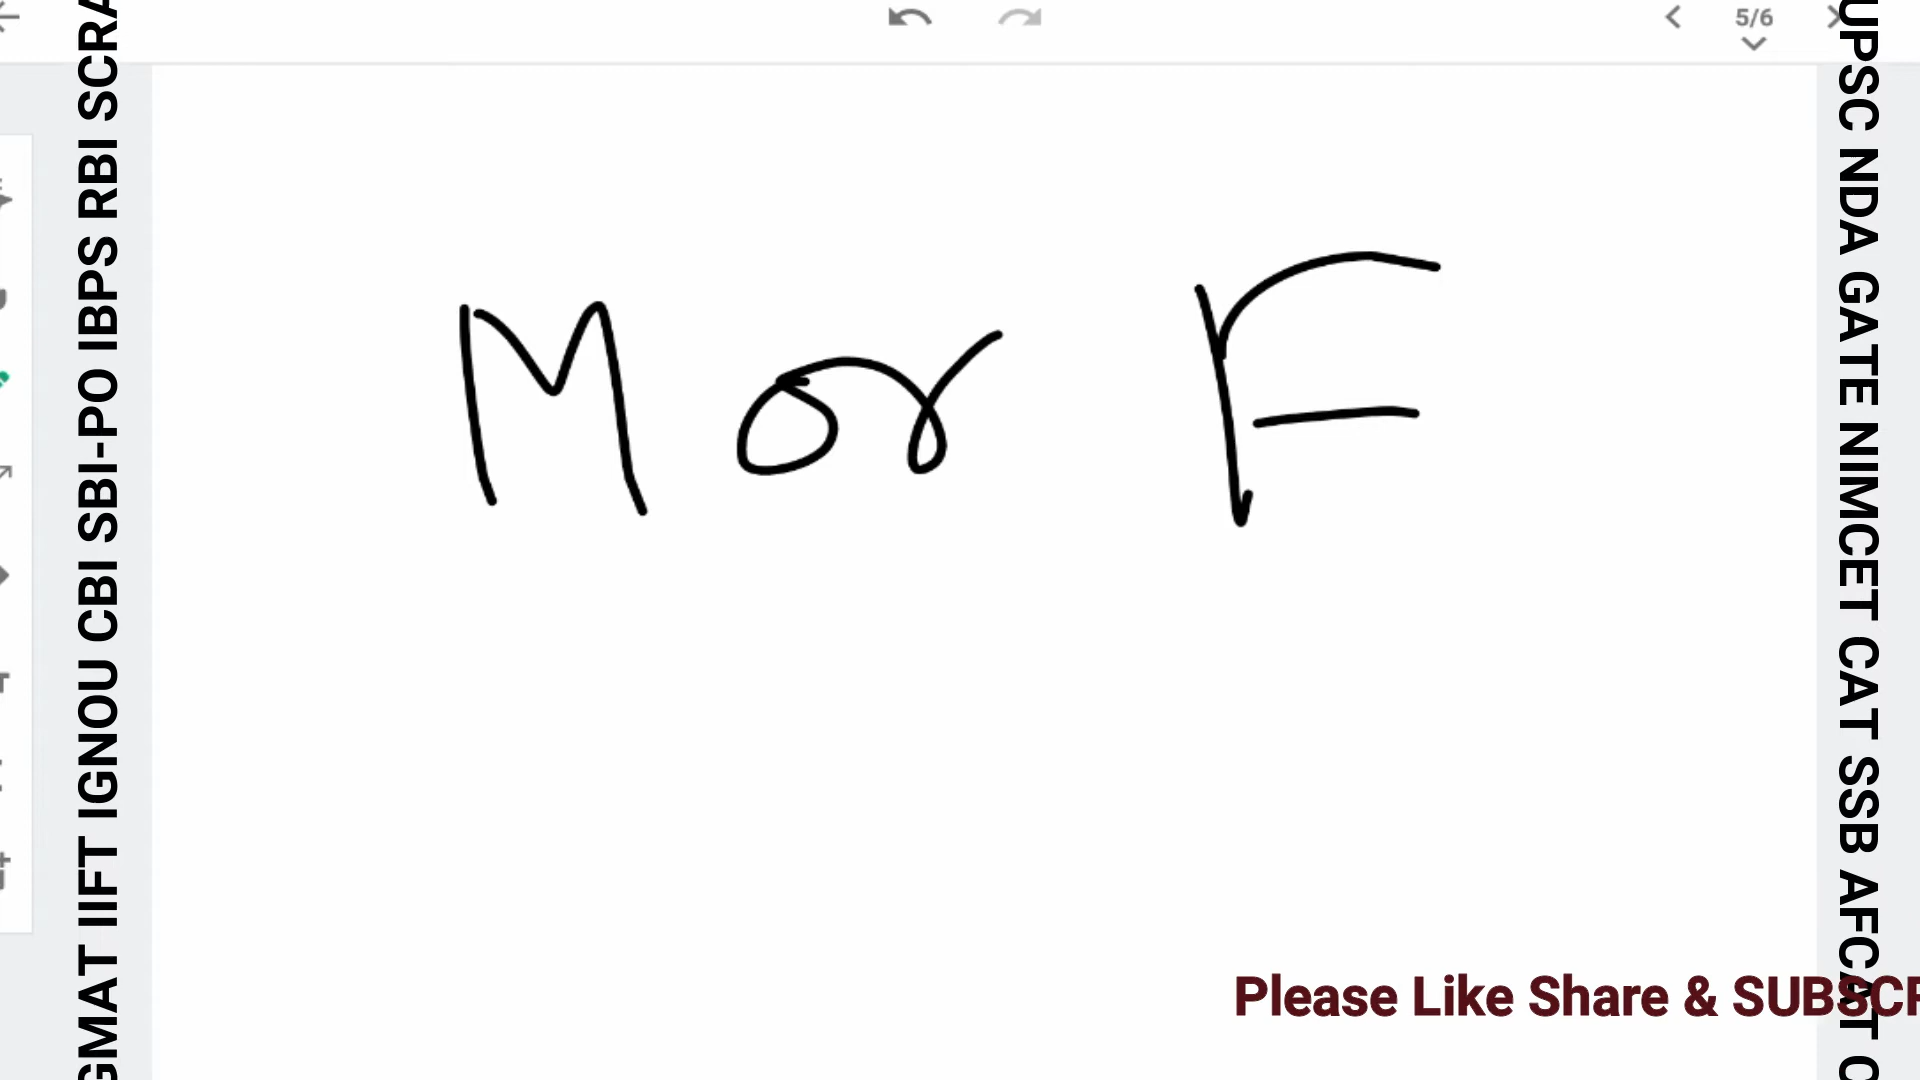 5/6
GMAT IIFT IGNOU CBI SBI-PO IBPS RBI SCRA
M or F
UPSC NDA GATE NIMCET CAT SSB AFCAT
Please Like Share & SUBSCR